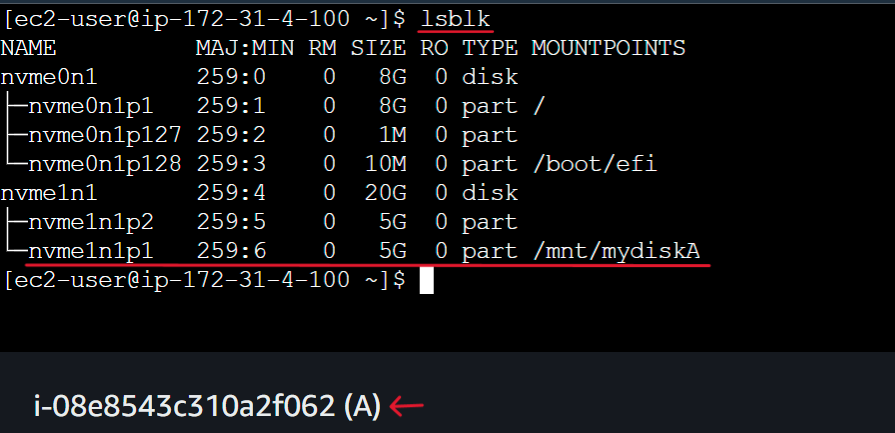 [ec2-user@ip-172-31-4-100 ~]$ lsblk
NAME          MAJ:MIN RM SIZE RO TYPE MOUNTPOINTS
nvme0n1       259:0    0   8G  0 disk
├─nvme0n1p1   259:1    0   8G  0 part /
├─nvme0n1p127 259:2    0   1M  0 part
└─nvme0n1p128 259:3    0  10M  0 part /boot/efi
nvme1n1       259:4    0  20G  0 disk
├─nvme1n1p2   259:5    0   5G  0 part
└─nvme1n1p1   259:6    0   5G  0 part /mnt/mydiskA
[ec2-user@ip-172-31-4-100 ~]$
i-08e8543c310a2f062 (A)